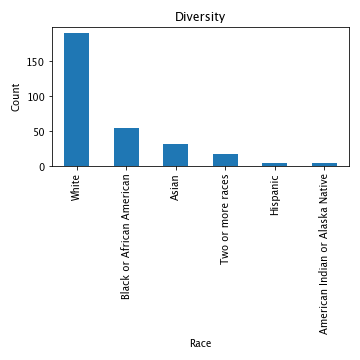 Diversity
Count
150
100
50
0
White
Black or African American
Asian
Two or more races
Hispanic
American Indian or Alaska Native
Race